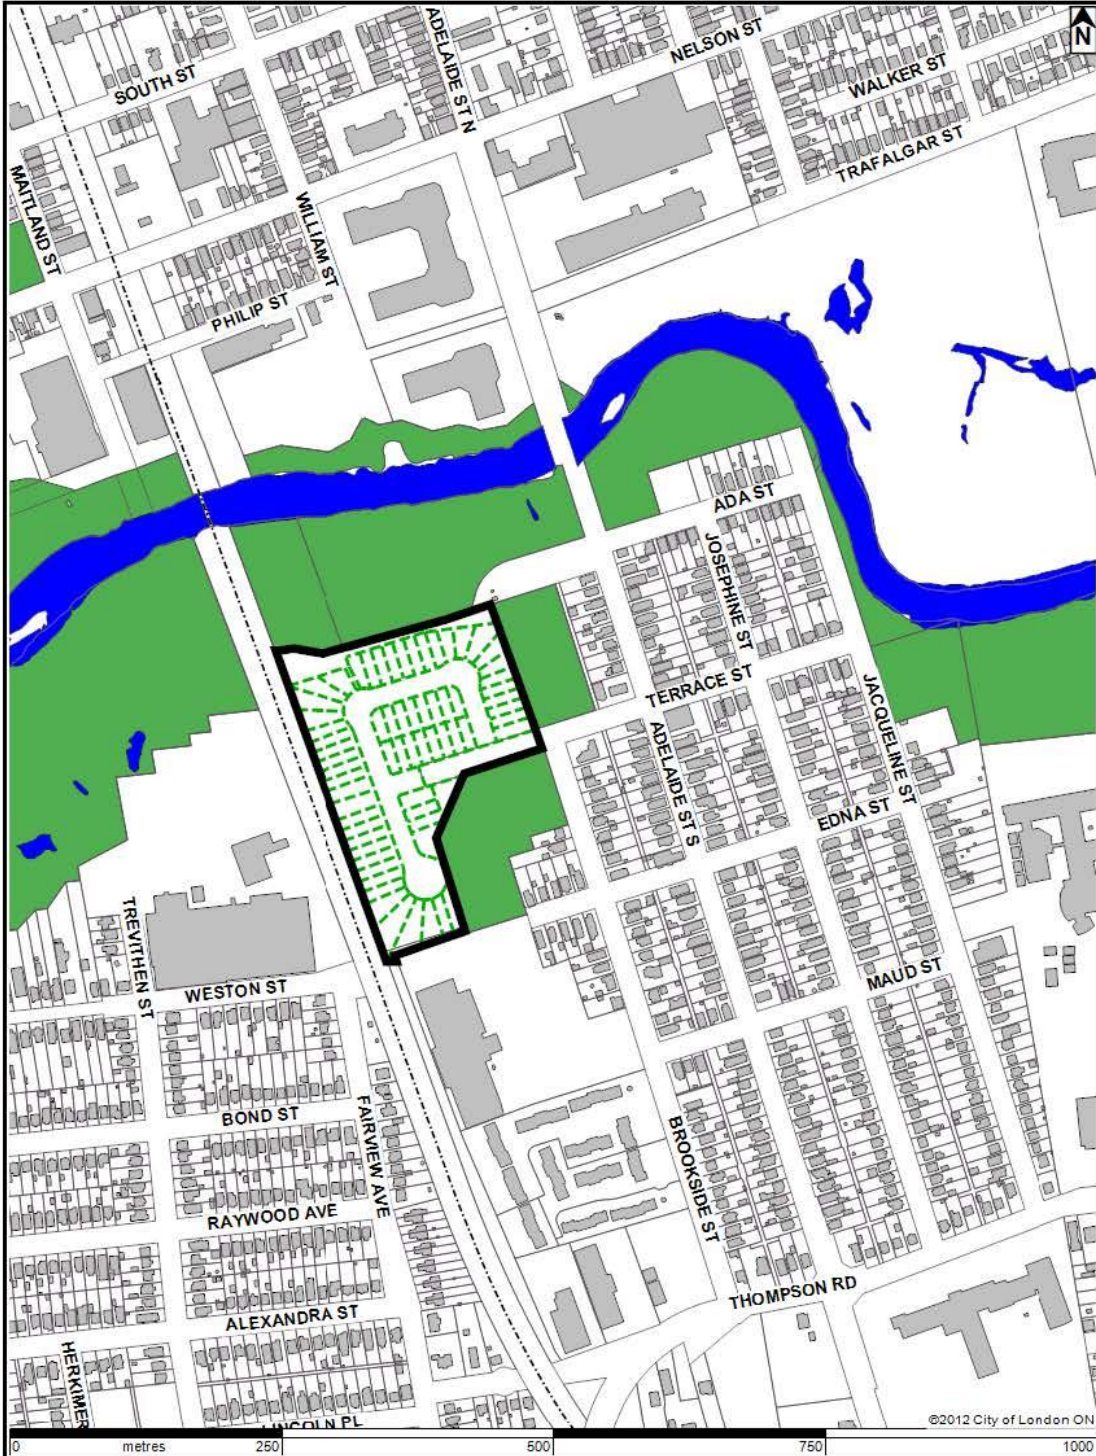 N
ADELAIDE ST N
NELSON ST
SOUTH ST
WALKER ST
TRAFALGAR ST
MAITLAND ST
WILLIAM ST
PHILIP ST
ADA ST
JOSEPHINE ST
TERRACE ST
JACQUELINE ST
ADELAIDE ST S
EDNA ST
TREVITHEN ST
WESTON ST
MAUD ST
BOND ST
FAIRVIEW AVE
BROOKSIDE ST
RAYWOOD AVE
THOMPSON RD
ALEXANDRA ST
HERKIMER
LINCOLN PL
©2012 City of London ON
0 metres 250 500 750 1000